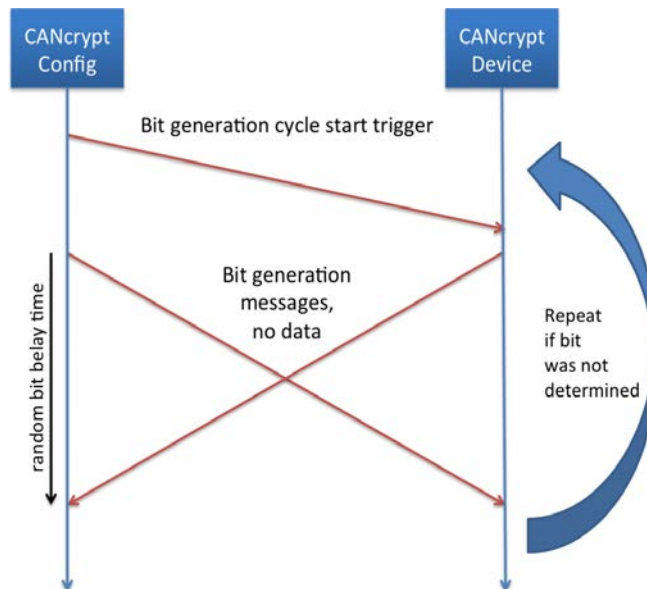 CANcrypt
Config
CANcrypt
Device
Bit generation cycle start trigger
Bit generation
messages,
no data
random bit belay time
Repeat
if bit
was not
determined